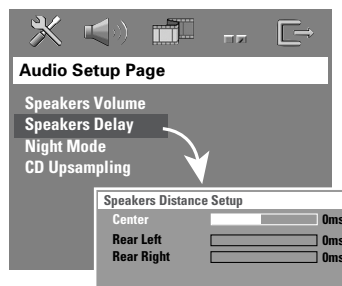 Audio Setup Page
Speakers Volume
Speakers Delay
Night Mode
CD Upsampling
Speakers Distance Setup
Center 0ms
Rear Left 0ms
Rear Right 0ms